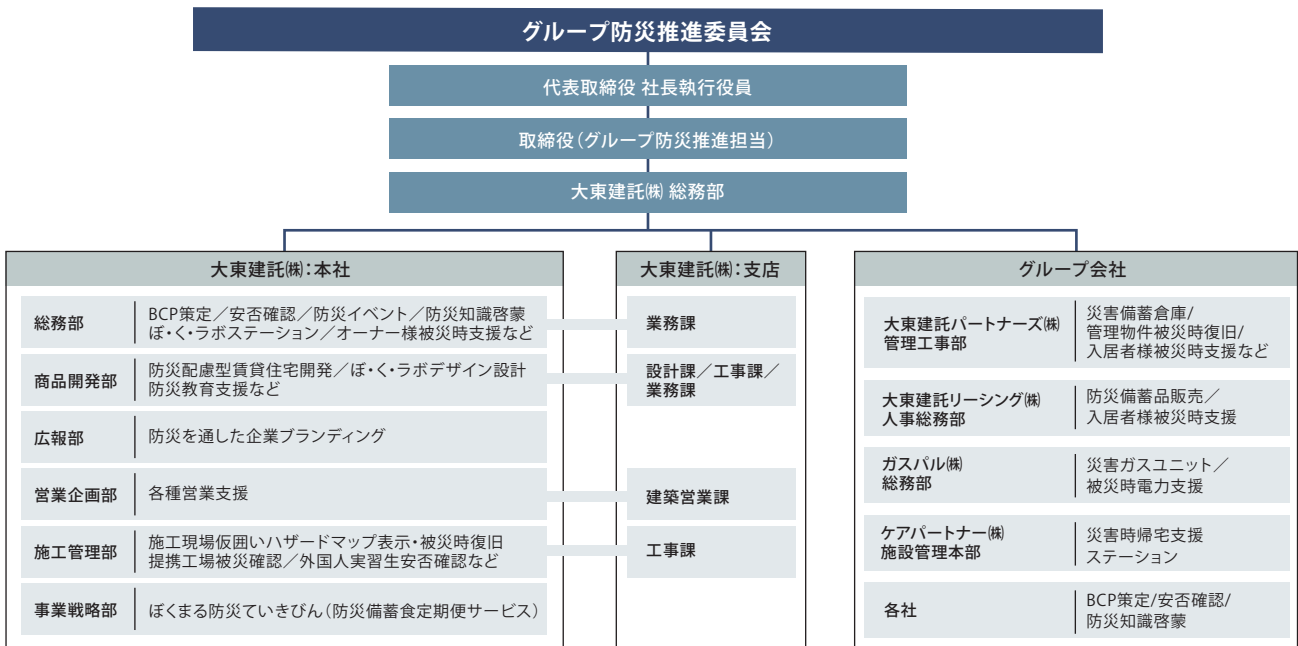 グループ防災推進委員会
代表取締役 社長執行役員
取締役(グループ防災推進担当)
大東建託㈱ 総務部
大東建託㈱:本社
総務部
BCP策定/安否確認/防災イベント/防災知識啓蒙
ぼ・く・ラボステーション/オーナー様被災時支援など
商品開発部
防災配慮型賃貸住宅開発/ぼ・く・ラボデザイン設計
防災教育支援など
広報部
防災を通した企業ブランディング
営業企画部
各種営業支援
施工管理部
施工現場仮囲いハザードマップ表示・被災時復旧
提携工場被災確認/外国人実習生安否確認など
事業戦略部
ぼくまる防災ていきびん(防災備蓄食定期便サービス)
大東建託㈱:支店
業務課
設計課/工事課/
業務課
建築営業課
工事課
グループ会社
大東建託パートナーズ㈱
管理工事部
災害備蓄倉庫/
管理物件被災時復旧/
入居者様被災時支援など
大東建託リーシング㈱
人事総務部
防災備蓄品販売/
入居者様被災時支援
ガスパル㈱
総務部
災害ガスユニット/
被災時電力支援
ケアパートナー㈱
施設管理本部
災害時帰宅支援
ステーション
各社
BCP策定/安否確認/
防災知識啓蒙